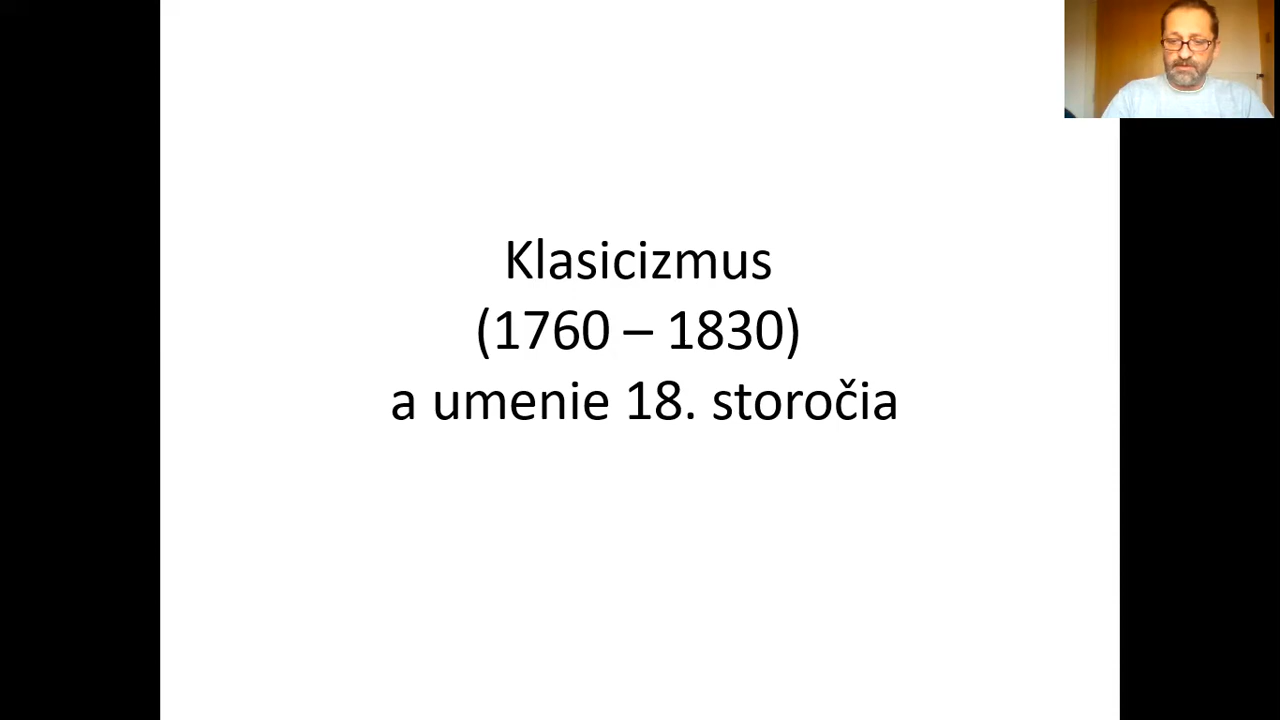 Klasicizmus
(1760 – 1830)
a umenie 18. storočia